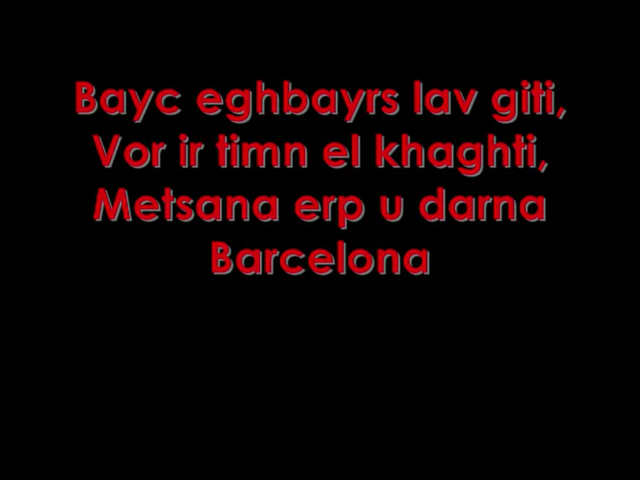 Bayc eghbayrs lav giti,
Vor ir timn el khaghti,
Metsana erp u darna
Barcelona